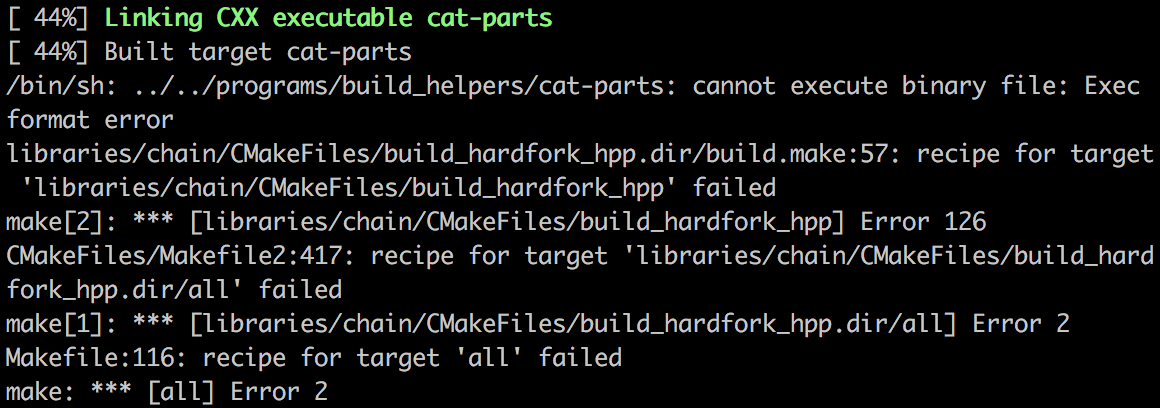 [ 44%] Linking CXX executable cat-parts
[ 44%] Built target cat-parts
/bin/sh: ../../programs/build_helpers/cat-parts: cannot execute binary file: Exec
format error
libraries/chain/CMakeFiles/build_hardfork_hpp.dir/build.make:57: recipe for target
 'libraries/chain/CMakeFiles/build_hardfork_hpp' failed
make[2]: *** [libraries/chain/CMakeFiles/build_hardfork_hpp] Error 126
CMakeFiles/Makefile2:417: recipe for target 'libraries/chain/CMakeFiles/build_hard
fork_hpp.dir/all' failed
make[1]: *** [libraries/chain/CMakeFiles/build_hardfork_hpp.dir/all] Error 2
Makefile:116: recipe for target 'all' failed
make: *** [all] Error 2